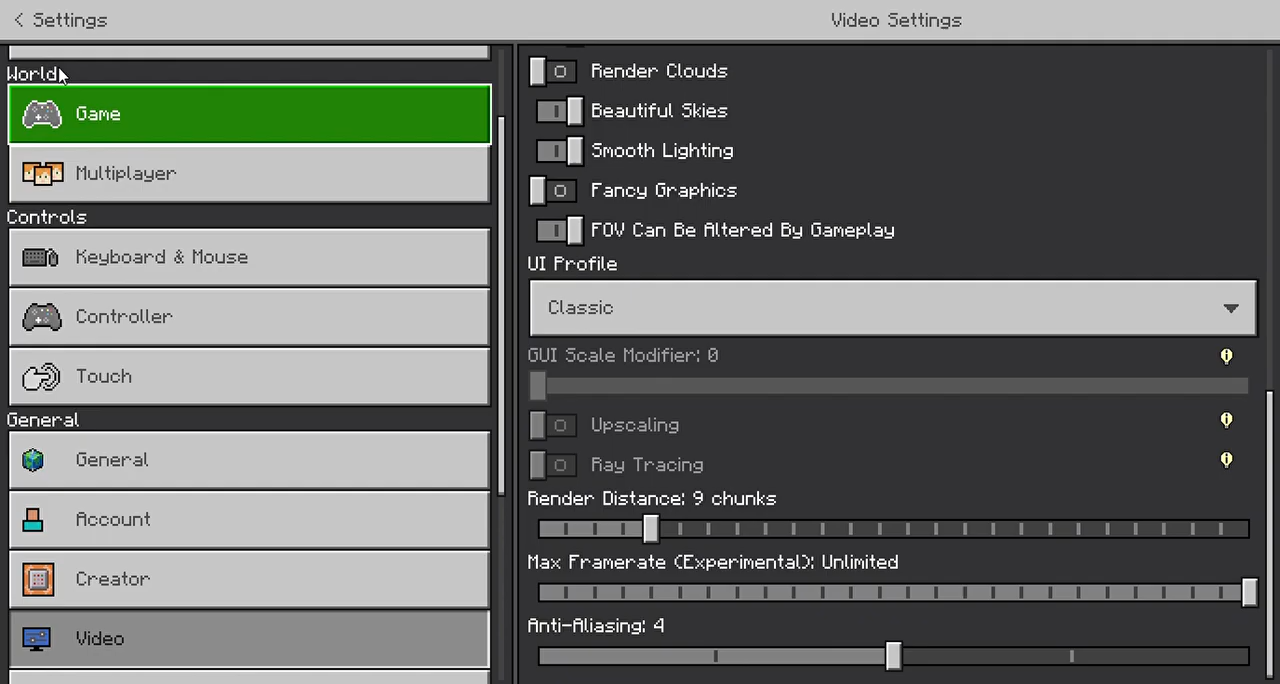 Settings
Video Settings
World
Game
Multiplayer
Controls
Keyboard & Mouse
Controller
Touch
General
General
Account
Creator
Video
Render Clouds
Beautiful Skies
Smooth Lighting
Fancy Graphics
FOV Can Be Altered By Gameplay
UI Profile
Classic
GUI Scale Modifier: 0
Upscaling
Ray Tracing
Render Distance: 9 chunks
Max Framerate (Experimental): Unlimited
Anti-Aliasing: 4